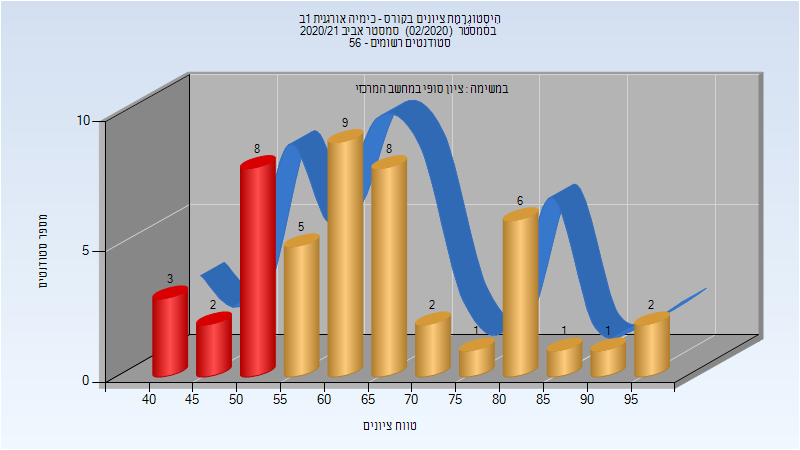 היסטוגרמת ציונים בקורס - כימיה אורגנית 1ב
בסמסטר (02/2020) סמסטר אביב 2020/21
סטודנטים רשומים - 56
במשימה : ציון סופי במחשב המרכזי
מספר סטודנטים
10
5
0
3
2
8
5
9
8
2
1
6
1
1
2
40 45 50 55 60 65 70 75 80 85 90 95
טווח ציונים